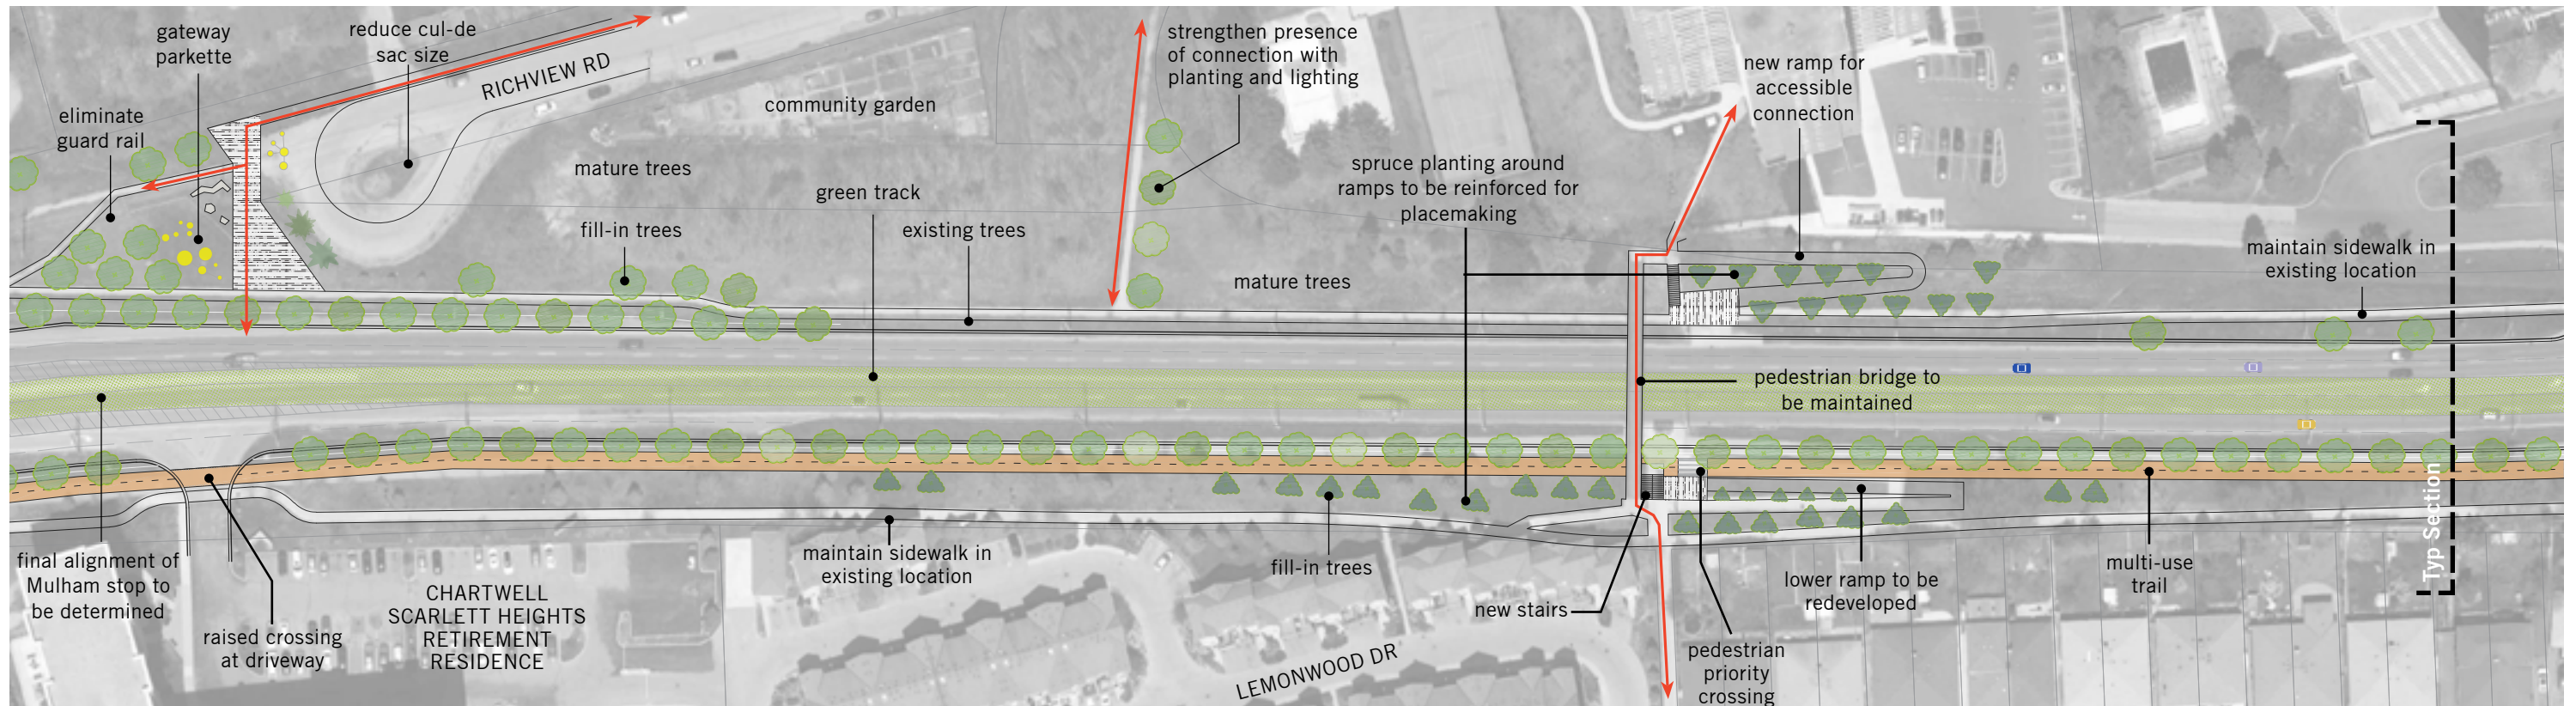 gateway
parkette
reduce cul-de
sac size
RICHVIEW RD
eliminate
guard rail
community garden
strengthen presence
of connection with
planting and lighting
new ramp for
accessible
connection
mature trees
green track
spruce planting around
ramps to be reinforced for
placemaking
fill-in trees
existing trees
mature trees
maintain sidewalk in
existing location
pedestrian bridge to
be maintained
Typ Section
final alignment of
Mulham stop to
be determined
raised crossing
at driveway
CHARTWELL
SCARLETT HEIGHTS
RETIREMENT
RESIDENCE
maintain sidewalk in
existing location
fill-in trees
new stairs
LEMONWOOD DR
pedestrian
priority
crossing
lower ramp to be
redeveloped
multi-use
trail